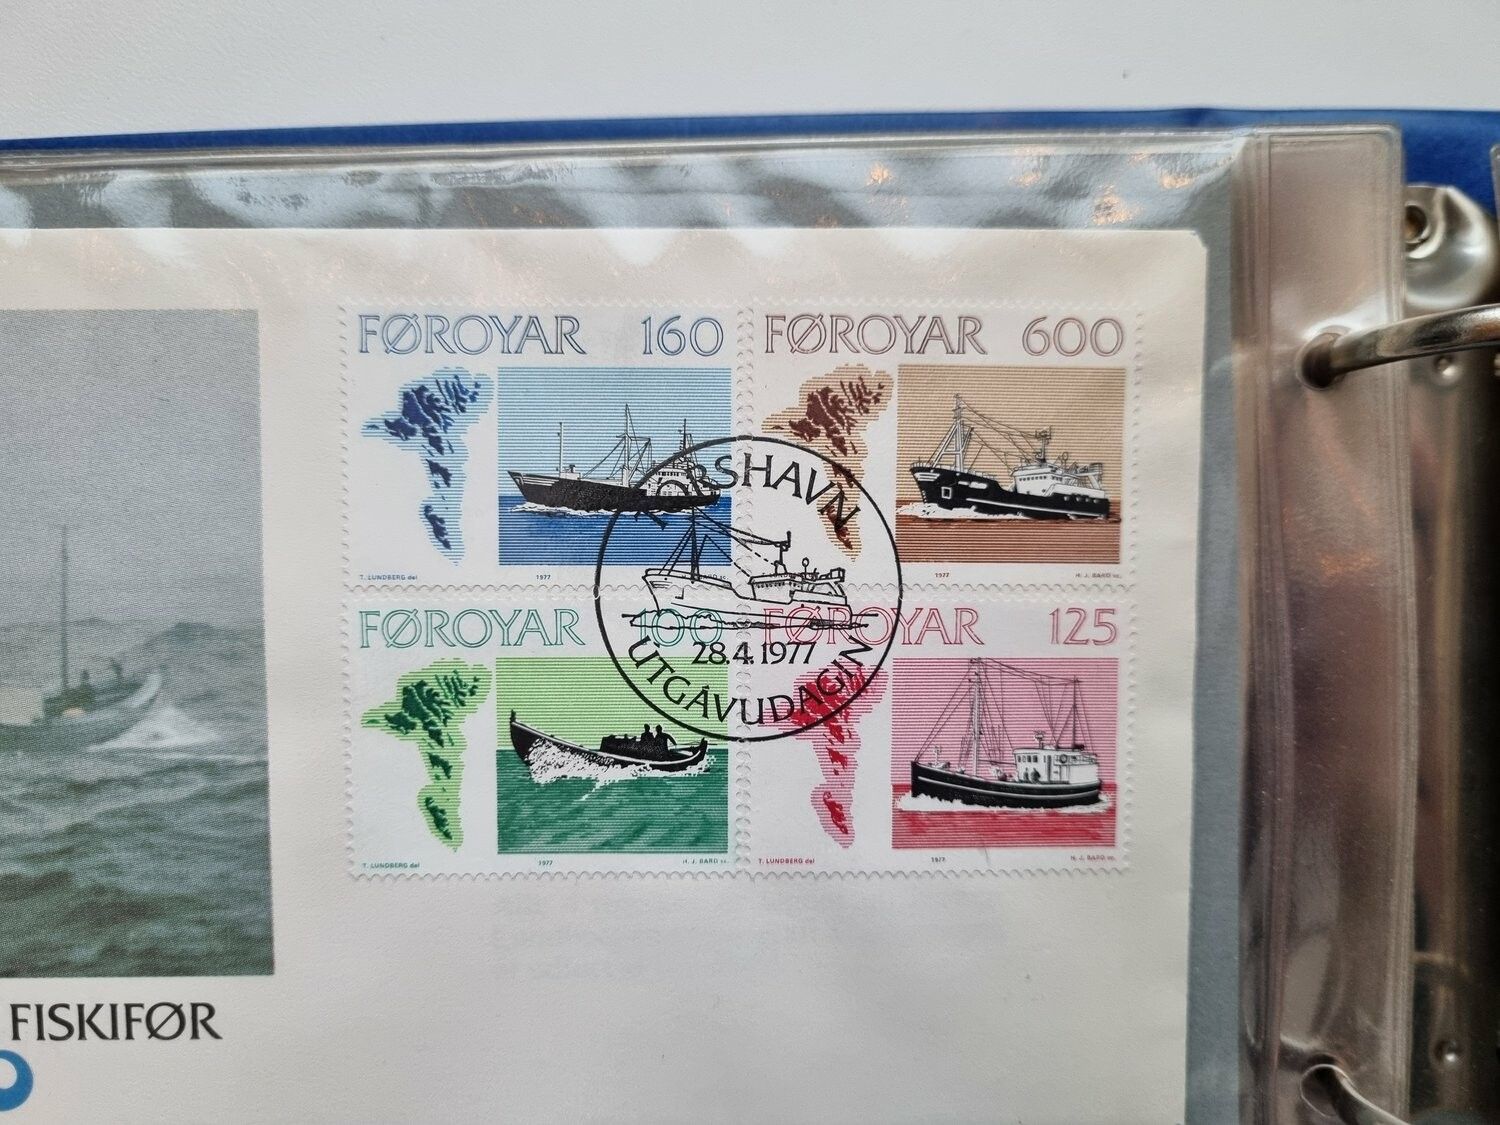 FØROYAR 160
T. LUNDBERG del 1977
FØROYAR 600
1977 H. J. BARD sc.
FØROYAR 100
T. LUNDBERG del 1977 H. J. BARD sc.
FØROYAR 125
T. LUNDBERG del 1977 H. J. BARD sc.
28.4.1977
ÚTGÁVUDAGIN
FISKIFØR